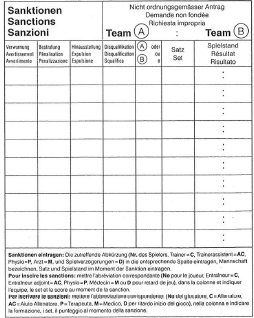 Sanktionen
Sanctions
Sanzioni
Nicht ordnungsgemässer Antrag
Demande non fondée
Richiesta impropria
Team A : Team B
Verwarnung Bestrafung Hinausstellung Disqualifikation A oder
Avertissement Pénalisation Expulsion Disqualification ou
Avvertimento Penalizzazione Espulsione Squalifica B o
Satz
Set
Spielstand
Résultat
Risultato
:
:
:
:
:
:
:
:
:
:
Sanktionen eintragen: Die zutreffende Abkürzung (Nr. des Spielers, Trainer = C, Trainerassistent = AC,
Physio = P, Arzt = M, und Spielverzögerungen = D) in die entsprechende Spalte eintragen, Mannschaft
bezeichnen, Satz und Spielstand im Moment der Sanktion eintragen.
Pour inscrire les sanctions: mettre l'abréviation correspondante (No pour le joueur, Entraîneur = C,
Entraîneur adjoint = AC, Physio = P, Médecin = M ou D pour retard de jeu), dans la colonne et indiquer
l'équipe, le set et le score au moment de la sanction.
Per iscrivere la sanzioni: mettere l'abbreviazione corrispondente (No del giocatore, C = Allenatore,
AC = Aiuto Allenatore, P = Terapeuta, M = Medico, D per ritardo inizio del gioco), nella colonna e indicare
la formazione, i set, il punteggio al momento della sanzione.